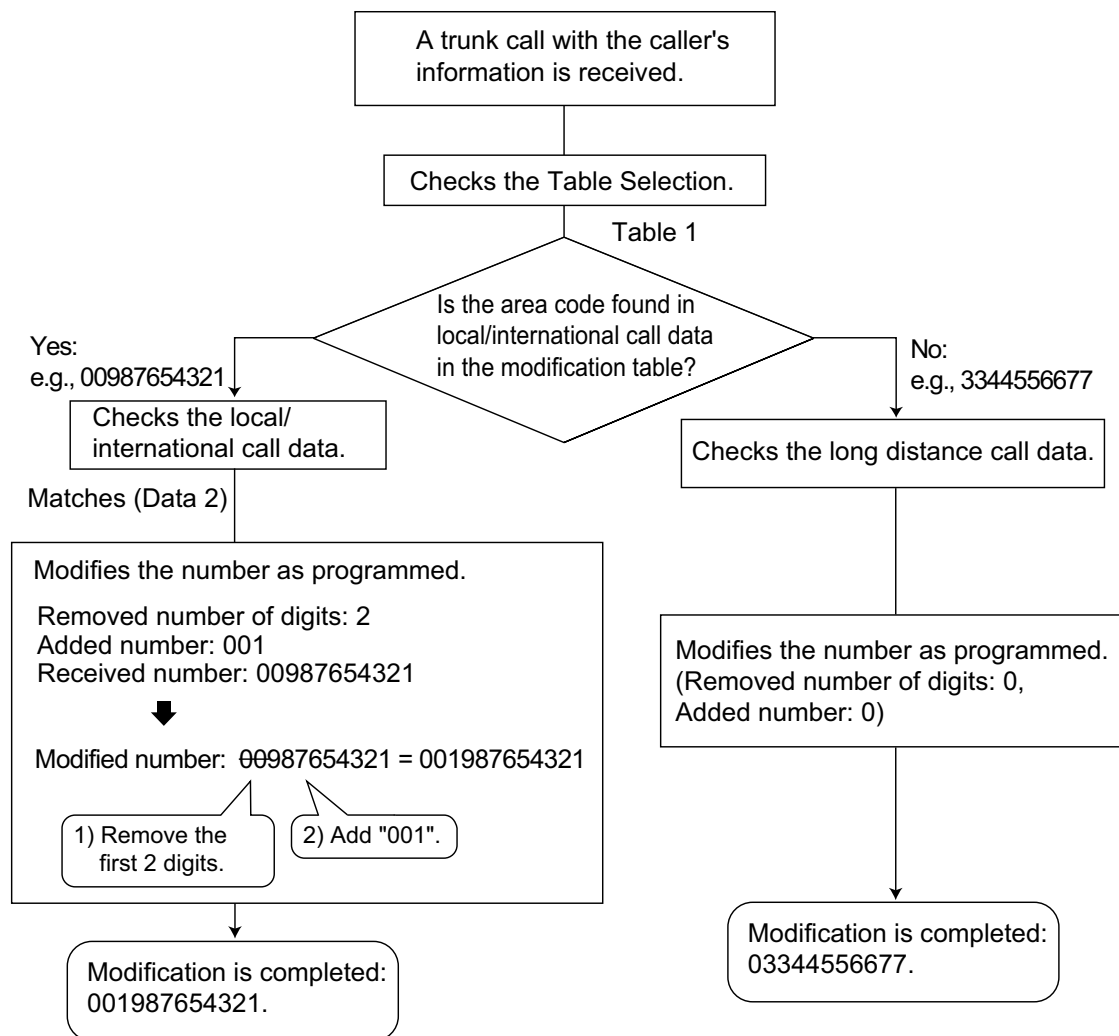 A trunk call with the caller's
information is received.
Checks the Table Selection.
Table 1
Is the area code found in
local/international call data
in the modification table?
Yes:
e.g., 00987654321
No:
e.g., 3344556677
Checks the local/
international call data.
Checks the long distance call data.
Matches (Data 2)
Modifies the number as programmed.
Removed number of digits: 2
Added number: 001
Received number: 00987654321
Modified number: 00987654321 = 001987654321
1) Remove the
first 2 digits.
2) Add "001".
Modifies the number as programmed.
(Removed number of digits: 0,
Added number: 0)
Modification is completed:
001987654321.
Modification is completed:
03344556677.